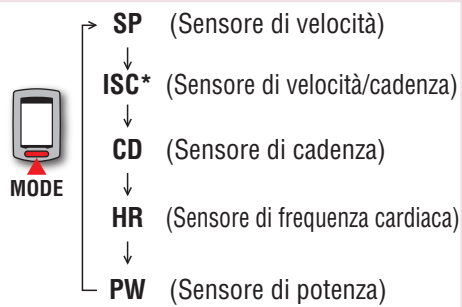 SP (Sensore di velocità)
ISC* (Sensore di velocità/cadenza)
CD (Sensore di cadenza)
MODE
HR (Sensore di frequenza cardiaca)
PW (Sensore di potenza)